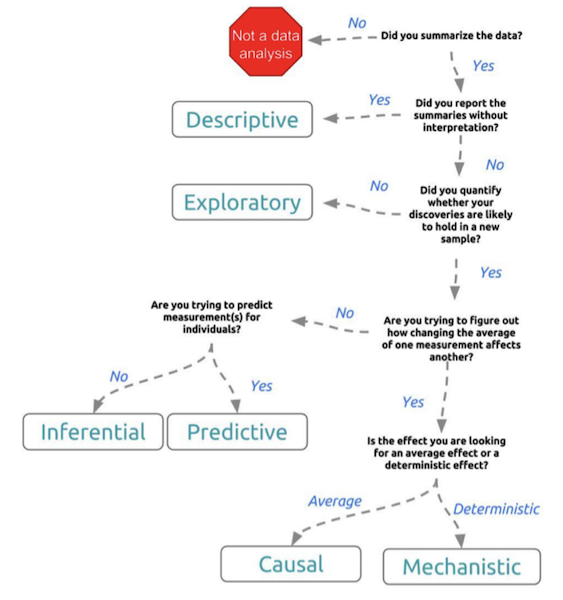 No
Not a data
analysis
Did you summarize the data?
Yes
Yes
Did you report the
summaries without
interpretation?
Descriptive
No
No
Did you quantify
whether your
discoveries are likely
to hold in a new
sample?
Exploratory
Yes
Are you trying to predict
measurement(s) for
individuals?
No
Are you trying to figure out
how changing the average
of one measurement affects
another?
No
Yes
Yes
Inferential
Predictive
Is the effect you are looking
for an average effect or a
deterministic effect?
Average
Deterministic
Causal
Mechanistic